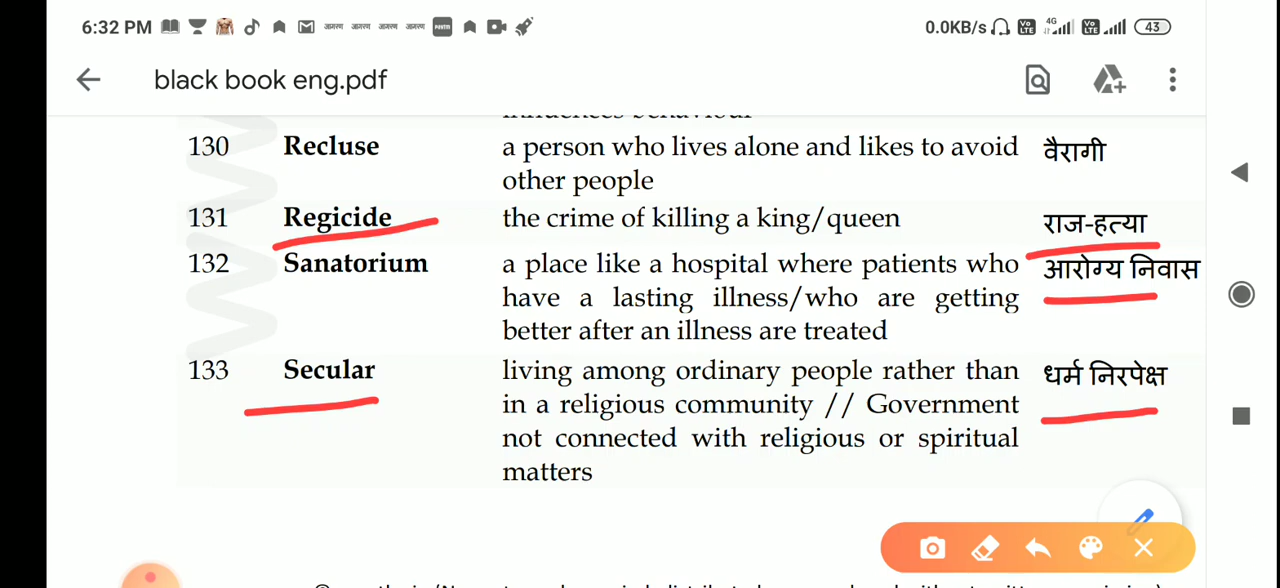 6:32 PM 0.0KB/s 4G 43
black book eng.pdf
130 Recluse a person who lives alone and likes to avoid वैरागी
other people
131 Regicide the crime of killing a king/queen राज-हत्या
132 Sanatorium a place like a hospital where patients who आरोग्य निवास
have a lasting illness/who are getting
better after an illness are treated
133 Secular living among ordinary people rather than धर्म निरपेक्ष
in a religious community // Government
not connected with religious or spiritual
matters